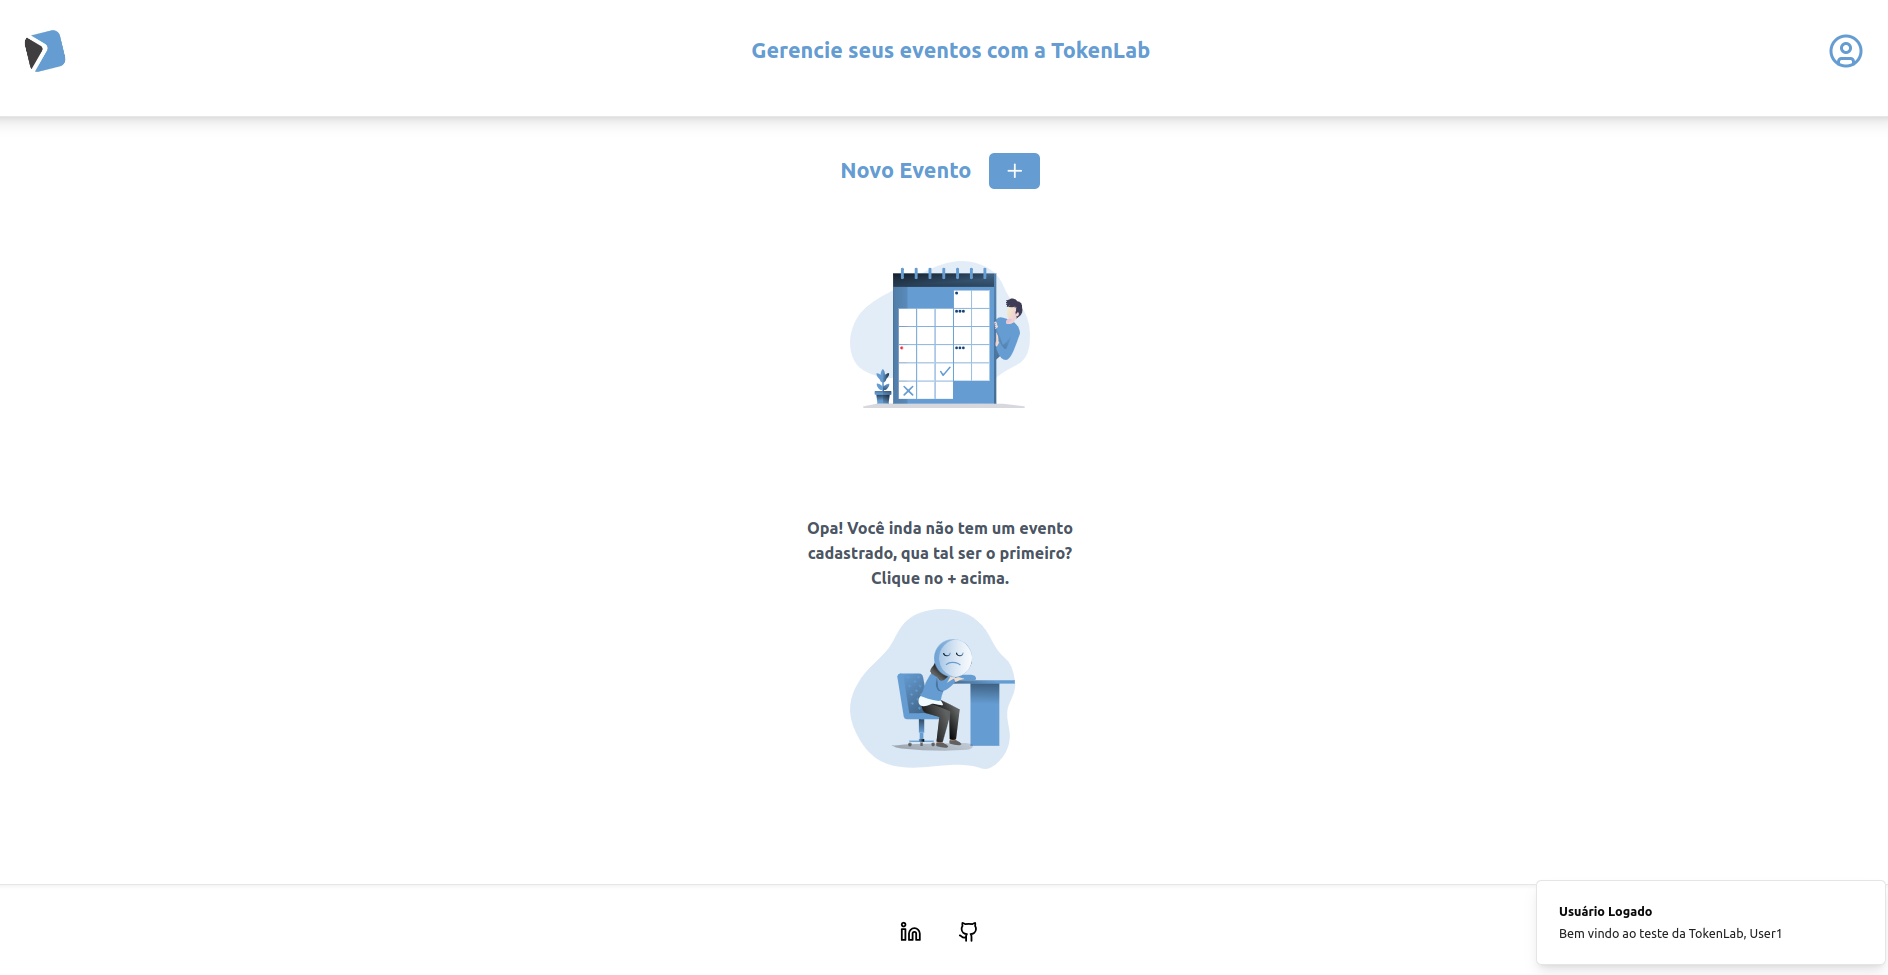 Gerencie seus eventos com a TokenLab
Novo Evento +
Opa! Você inda não tem um evento
cadastrado, qua tal ser o primeiro?
Clique no + acima.
Usuário Logado
Bem vindo ao teste da TokenLab, User1